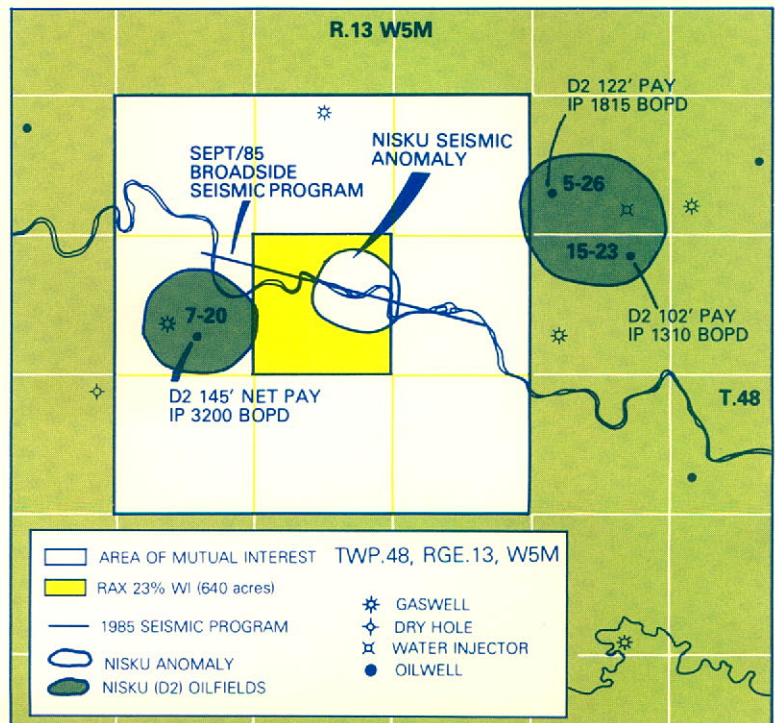 R.13 W5M
D2 122' PAY
IP 1815 BOPD
SEPT/85
BROADSIDE
SEISMIC PROGRAM
NISKU SEISMIC
ANOMALY
5-26
15-23
7-20
D2 102' PAY
IP 1310 BOPD
D2 145' NET PAY
IP 3200 BOPD
T.48
AREA OF MUTUAL INTEREST
TWP.48, RGE.13, W5M
RAX 23% WI (640 acres)
1985 SEISMIC PROGRAM
NISKU ANOMALY
NISKU (D2) OILFIELDS
GASWELL
DRY HOLE
WATER INJECTOR
OILWELL